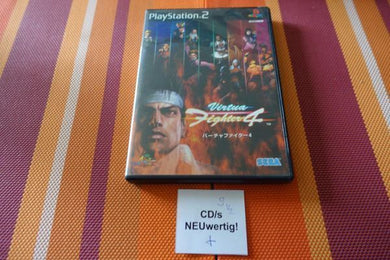 PlayStation.2
Virtua
Fighter 4
バーチャファイター4
SEGA
CD/s
NEUwertig!
+